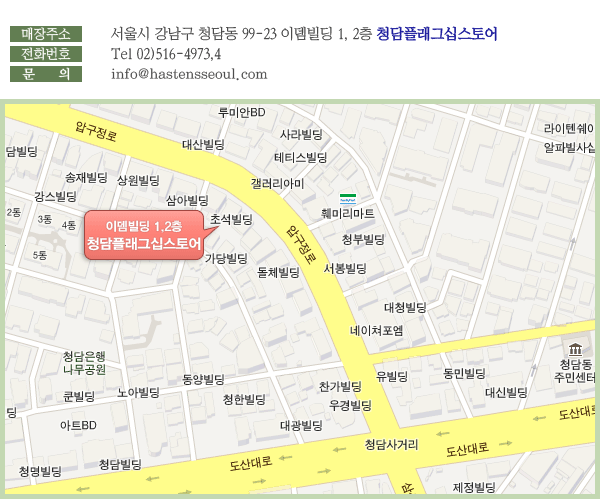 매장주소 서울시 강남구 청담동 99-23 이뎀빌딩 1, 2층 청담플래그십스토어
전화번호 Tel 02)516-4973,4
문 의 info@hastensseoul.com
루미안BD
압구정로
사라빌딩
라이텐쉐이
대산빌딩
알파빌사십
담빌딩
테티스빌딩
송재빌딩
상원빌딩
갤러리아미
강스빌딩
삼아빌딩
2동
3동
4동
초석빌딩
훼미리마트
이뎀빌딩 1,2층
청담플래그십스토어
압구정로
청부빌딩
5동
가당빌딩
돌체빌딩
서봉빌딩
대청빌딩
네이쳐포엠
청담은행
나무공원
청담동
주민센터
동양빌딩
유빌딩
동민빌딩
찬가빌딩
쿤빌딩
노아빌딩
청한빌딩
대신빌딩
우경빌딩
딩
도산대로
아트BD
대광빌딩
청담사거리
도산대로
청명빌딩
청담빌딩
도산대로
제정빌딩